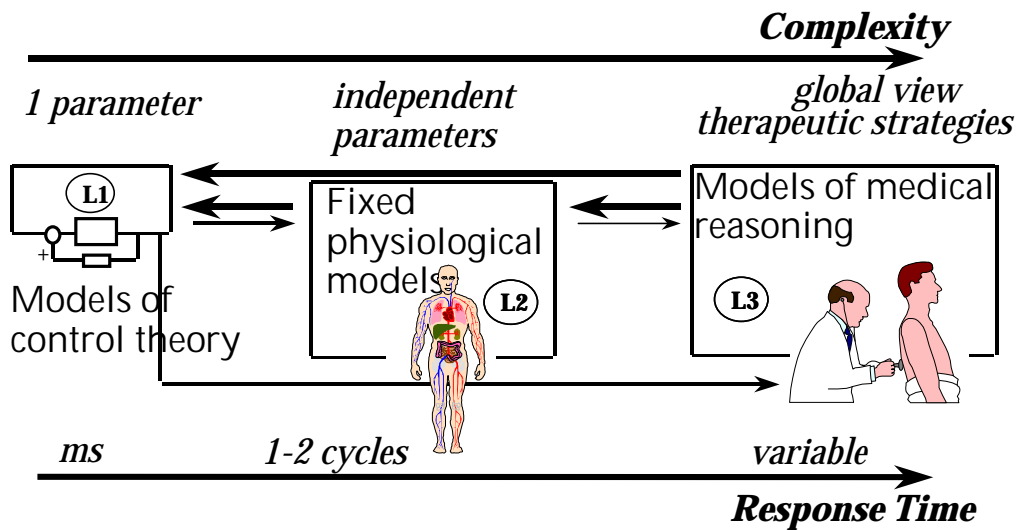 Complexity
1 parameter
independent
parameters
global view
therapeutic strategies
L1
+
Models of
control theory
Fixed
physiological
models
L2
Models of medical
reasoning
L3
ms
1-2 cycles
variable
Response Time